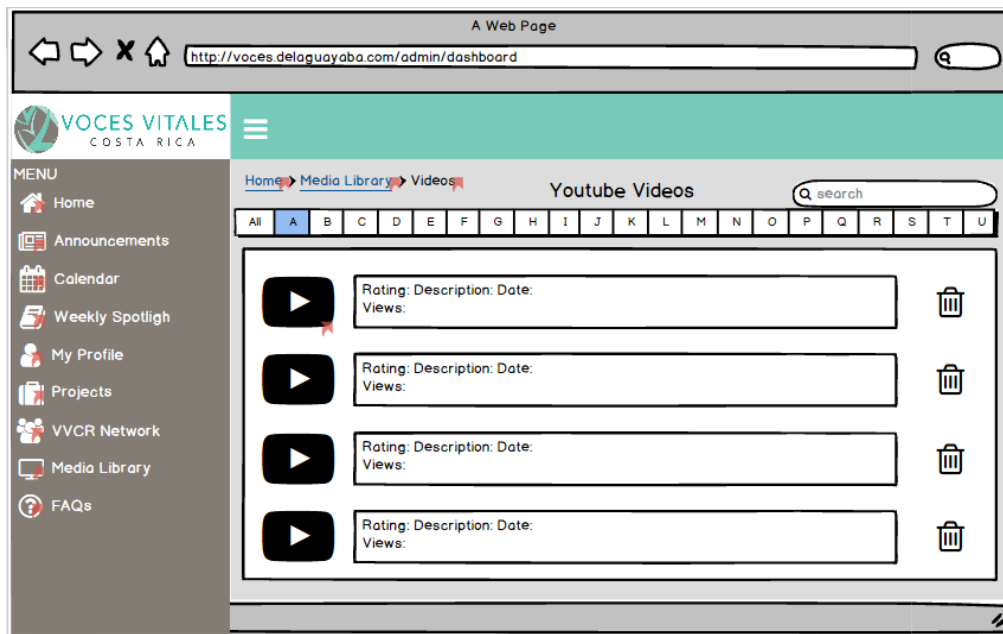 A Web Page
http://voces.delaguayaba.com/admin/dashboard
VOCES VITALES
COSTA RICA
MENU
Home
Announcements
Calendar
Weekly Spotligh
My Profile
Projects
VVCR Network
Media Library
FAQs
Home Media Library Videos
Youtube Videos
search
All A B C D E F G H I J K L M N O P Q R S T U
Rating: Description: Date:
Views:
Rating: Description: Date:
Views:
Rating: Description: Date:
Views:
Rating: Description: Date:
Views: